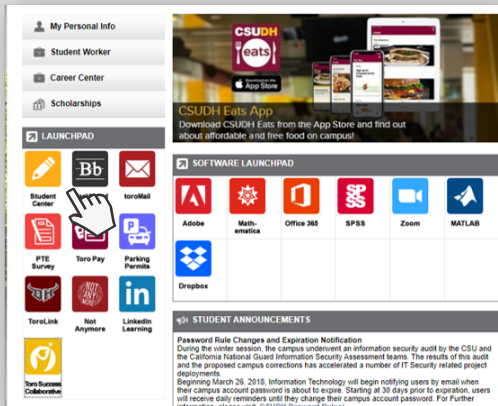 My Personal Info
Student Worker
Career Center
Scholarships
LAUNCHPAD
Student Center
Bb
toroMail
PTE Survey
Toro Pay
Parking Permits
ToroLink
NOT ANY MORE
Not Anymore
in
LinkedIn Learning
Toro Success Collaborative
CSUDH
eats
Download on the
App Store
CSUDH Eats App
Download CSUDH Eats from the App Store and find out
about affordable and free food on campus!
SOFTWARE LAUNCHPAD
Adobe
Math-
ematica
Office 365
SPSS
Zoom
MATLAB
Dropbox
STUDENT ANNOUNCEMENTS
Password Rule Changes and Expiration Notification
During the winter session, the campus underwent an information security audit by the CSU and
the California National Guard Information Security Assessment teams. The results of this audit
and the proposed campus corrections has accelerated a number of IT Security related project
deployments.
Beginning March 26, 2018, Information Technology will begin notifying users by email when
their campus account password is about to expire. Starting at 30 days prior to expiration, users
will receive daily reminders until they change their campus account password. For Further